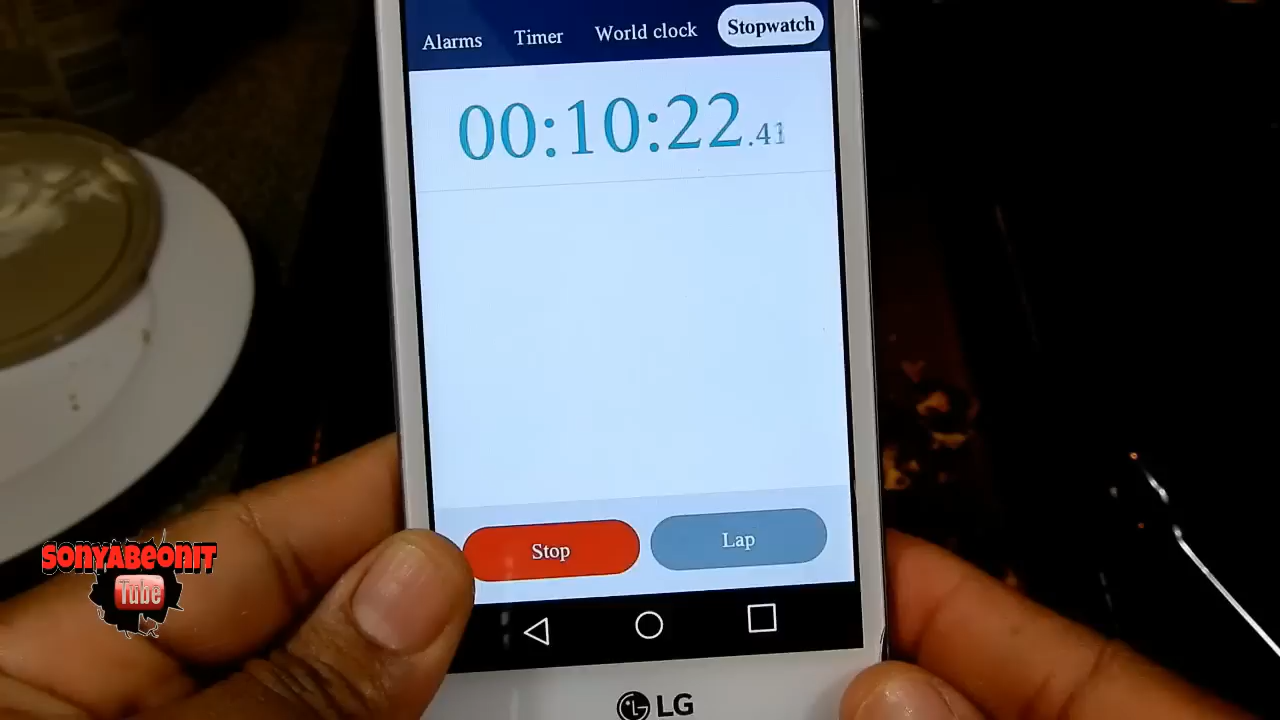 Alarms Timer World clock Stopwatch
00:10:22.41
Stop Lap
SONYABEONIT
Tube
LG